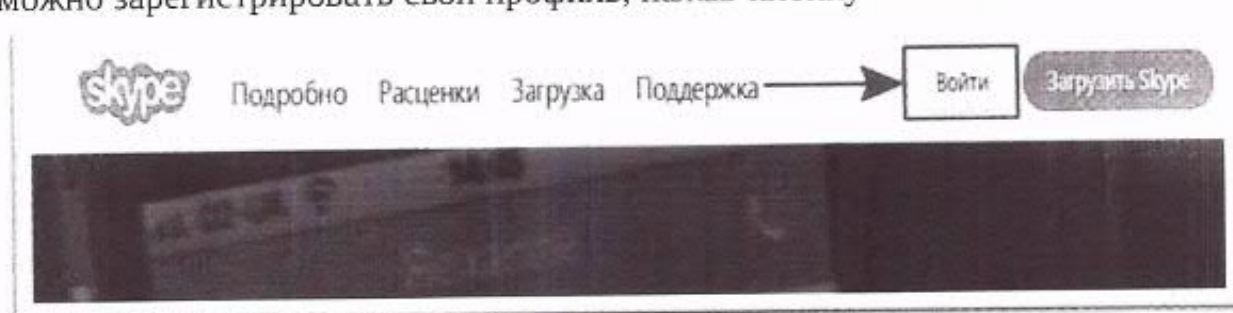 можно зарегистрировать свой профиль, нажав кнопку
skype Подробно Расценки Загрузка Поддержка Войти Загрузить Skype